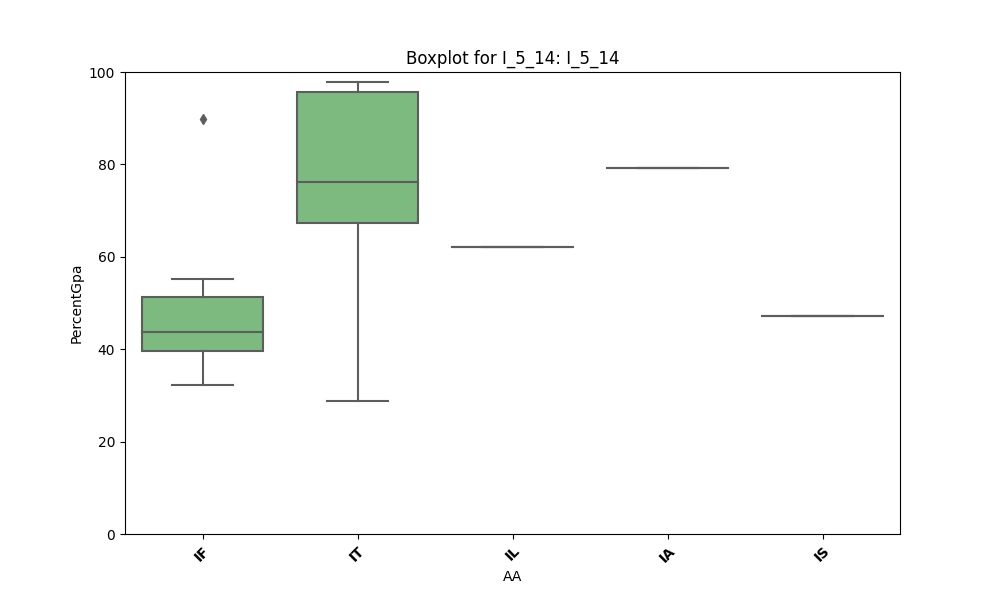 Boxplot for I_5_14: I_5_14
PercentGpa
100
80
60
40
20
0
IF
IT
IL
IA
IS
AA